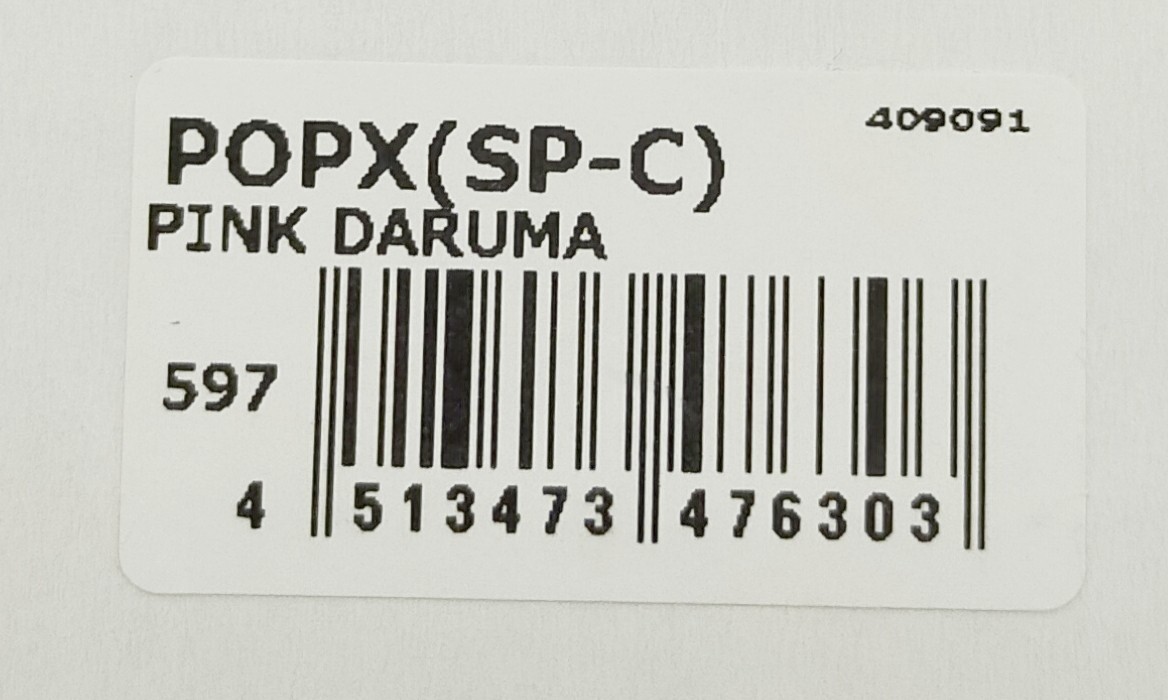 409091
POPX(SP-C)
PINK DARUMA
597
4 513473 476303